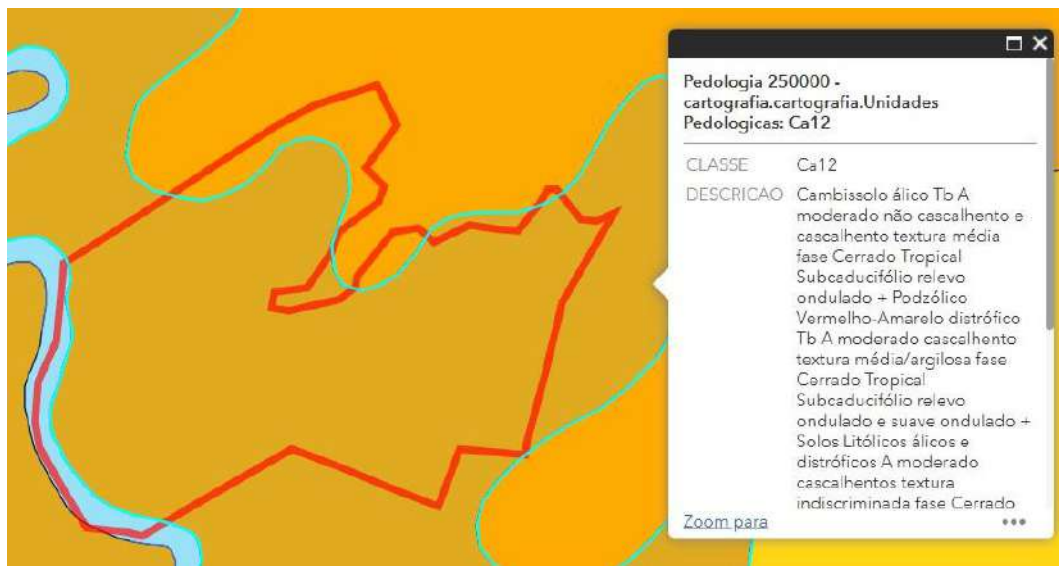 Pedologia 250000 -
cartografia.cartografia.Unidades
Pedologicas: Ca12
CLASSE Ca12
DESCRICAO Cambissolo álico Tb A
moderado não cascalhento e
cascalhento textura média
fase Cerrado Tropical
Subcaducifólio relevo
ondulado + Podzólico
Vermelho-Amarelo distrófico
Tb A moderado cascalhento
textura média/argilosa fase
Cerrado Tropical
Subcaducifólio relevo
ondulado e suave ondulado +
Solos Litólicos álicos e
distróficos A moderado
cascalhentos textura
indiscriminada fase Cerrado
Zoom para